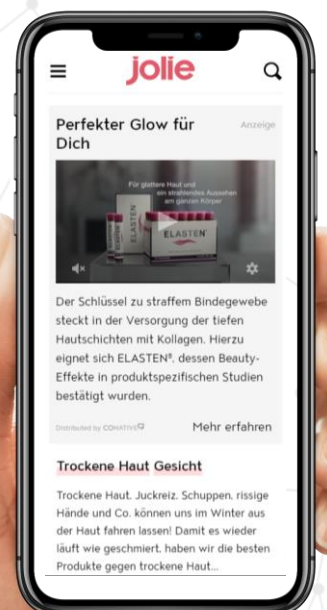 jolie
Perfekter Glow für
Dich
Anzeige
Für glattere Haut und
ein strahlendes Aussehen
am ganzen Körper
ELASTEN
ELASTEN
Der Schlüssel zu straffem Bindegewebe
steckt in der Versorgung der tiefen
Hautschichten mit Kollagen. Hierzu
eignet sich ELASTEN®, dessen Beauty-
Effekte in produktspezifischen Studien
bestätigt wurden.
Distributed by CONATIVE
Mehr erfahren
Trockene Haut Gesicht
Trockene Haut, Juckreiz, Schuppen, rissige
Hände und Co. können uns im Winter aus
der Haut fahren lassen! Damit es wieder
läuft wie geschmiert, haben wir die besten
Produkte gegen trockene Haut...